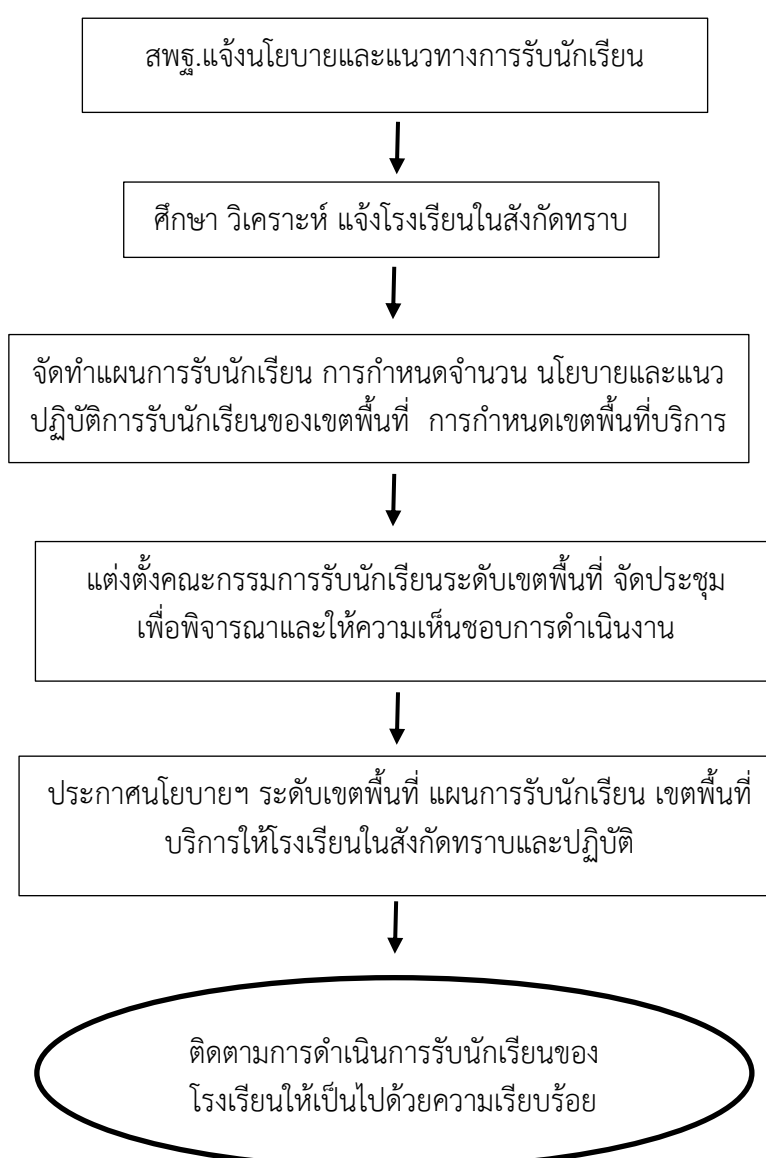 สพฐ.แจ้งนโยบายและแนวทางการรับนักเรียน
ศึกษา วิเคราะห์ แจ้งโรงเรียนในสังกัดทราบ
จัดทำแผนการรับนักเรียน การกำหนดจำนวน นโยบายและแนว
ปฏิบัติการรับนักเรียนของเขตพื้นที่ การกำหนดเขตพื้นที่บริการ
แต่งตั้งคณะกรรมการรับนักเรียนระดับเขตพื้นที่ จัดประชุม
เพื่อพิจารณาและให้ความเห็นชอบการดำเนินงาน
ประกาศนโยบายฯ ระดับเขตพื้นที่ แผนการรับนักเรียน เขตพื้นที่
บริการให้โรงเรียนในสังกัดทราบและปฏิบัติ
ติดตามการดำเนินการรับนักเรียนของ
โรงเรียนให้เป็นไปด้วยความเรียบร้อย